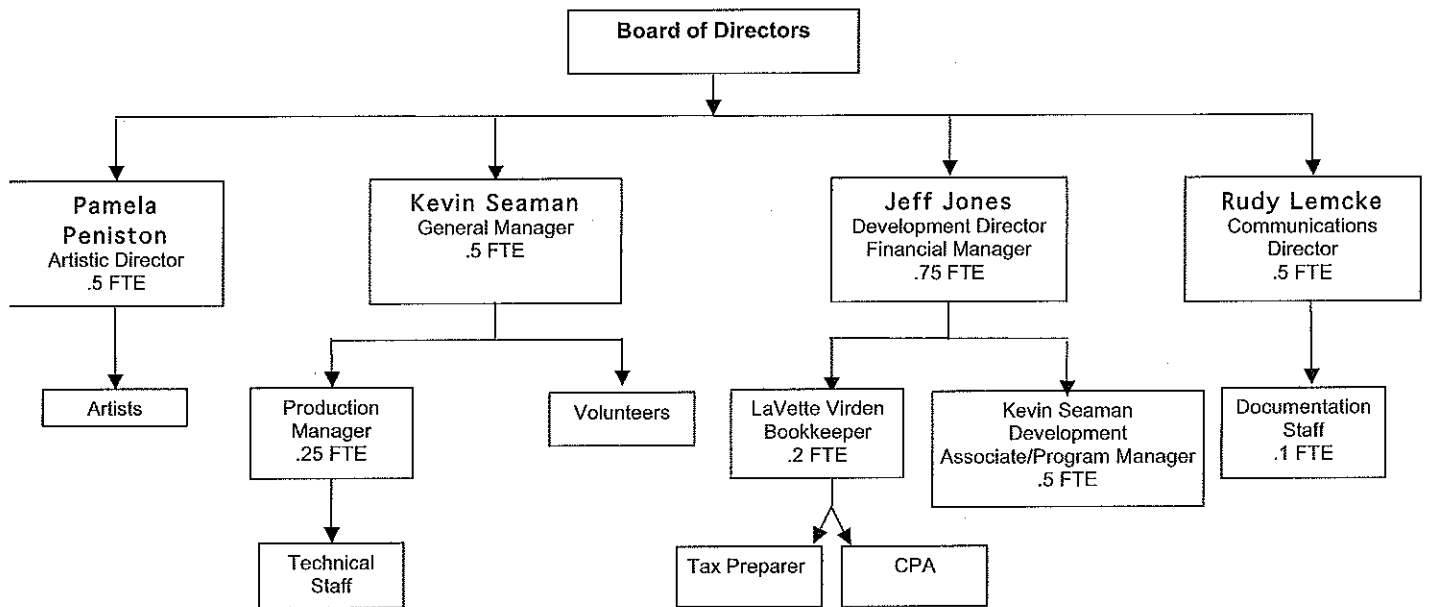 Board of Directors
Pamela
Peniston
Artistic Director
.5 FTE
Kevin Seaman
General Manager
.5 FTE
Jeff Jones
Development Director
Financial Manager
.75 FTE
Rudy Lemcke
Communications
Director
.5 FTE
Artists
Production
Manager
.25 FTE
Volunteers
LaVette Virden
Bookkeeper
.2 FTE
Kevin Seaman
Development
Associate/Program Manager
.5 FTE
Documentation
Staff
.1 FTE
Technical
Staff
Tax Preparer
CPA